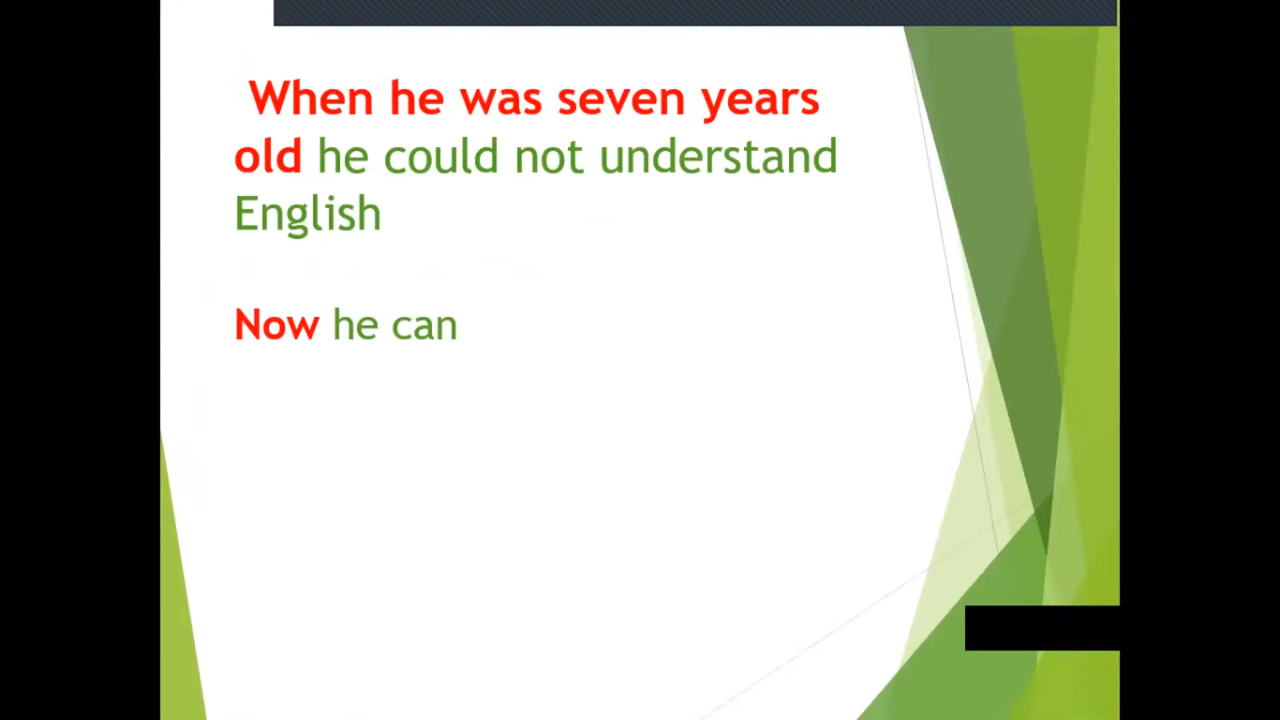 When he was seven years
old he could not understand
English
Now he can